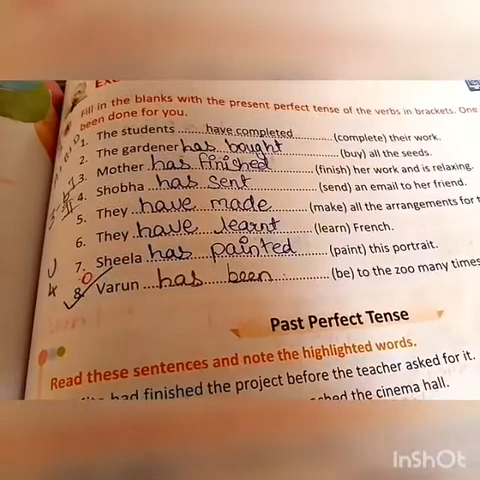 Fill in the blanks with the present perfect tense of the verbs in brackets. One
been done for you.
1. The students ...... have completed ............ (complete) their work.
2. The gardener has bought ............ (buy) all the seeds.
3. Mother ... has finished ............ (finish) her work and is relaxing.
4. Shobha ... has sent ............ (send) an email to her friend.
5. They ... have made ............ (make) all the arrangements for
6. They ... have learnt ............ (learn) French.
7. Sheela has painted ............ (paint) this portrait.
8. Varun ... has been ............ (be) to the zoo many times
Past Perfect Tense
Read these sentences and note the highlighted words.
had finished the project before the teacher asked for it.
the cinema hall.
InShOt